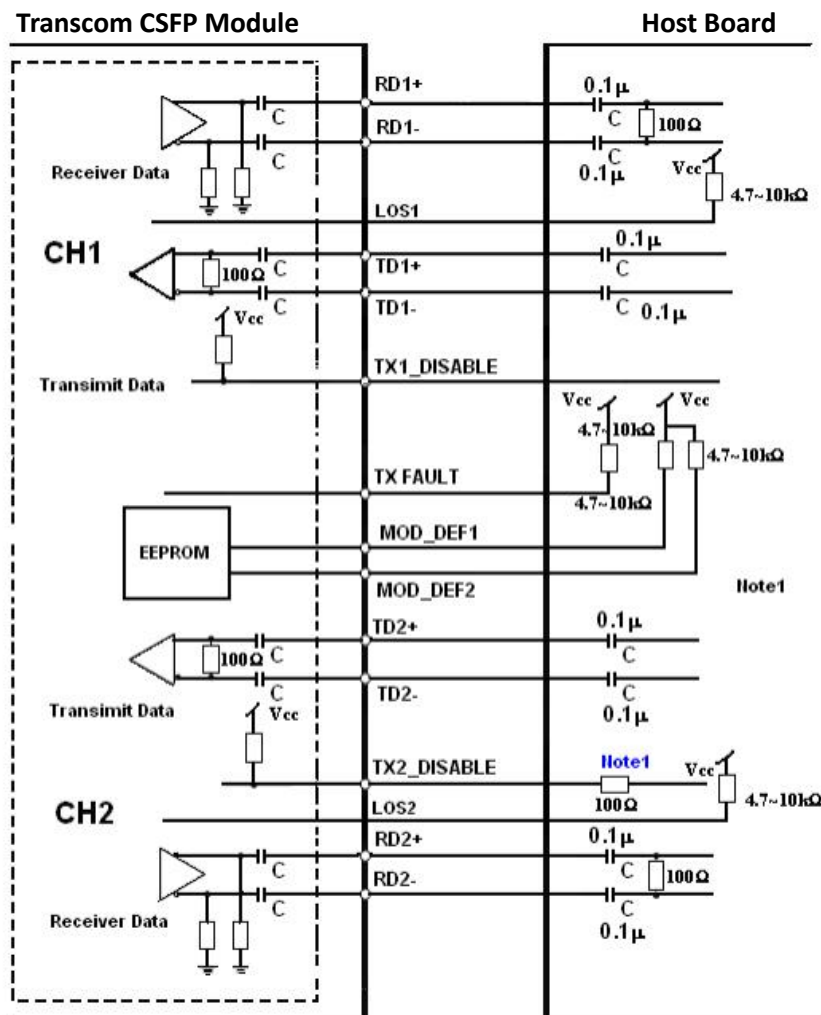 Transcom CSFP Module
Host Board
RD1+
0.1μ
C
C
100Ω
RD1-
C
C
0.1μ
Vcc
Receiver Data
4.7~10kΩ
LOS1
CH1
0.1μ
C
TD1+
C
100Ω
C
TD1-
C
0.1μ
Vcc
TX1_DISABLE
Transimit Data
Vcc
Vcc
4.7~10kΩ
4.7~10kΩ
TX FAULT
4.7~10kΩ
MOD_DEF1
EEPROM
MOD_DEF2
Note1
TD2+
0.1μ
C
C
100Ω
TD2-
C
C
Transimit Data
Vcc
0.1μ
TX2_DISABLE
Note1
Vcc
100Ω
4.7~10kΩ
CH2
LOS2
RD2+
0.1μ
C
C
100Ω
RD2-
C
C
Receiver Data
0.1μ